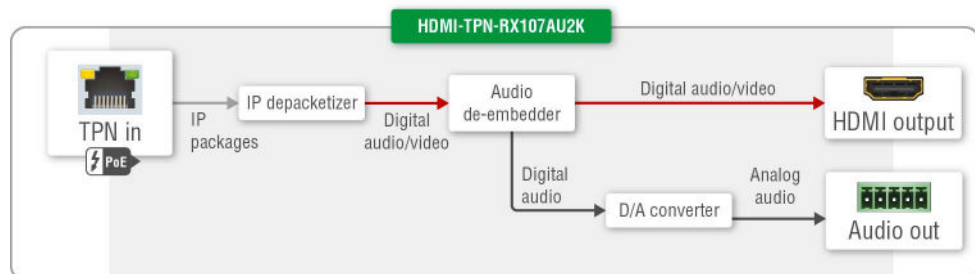 HDMI-TPN-RX107AU2K
TPN in
PoE
IP
packages
IP depacketizer
Digital
audio/video
Audio
de-embedder
Digital audio/video
HDMI output
Digital
audio
D/A converter
Analog
audio
Audio out